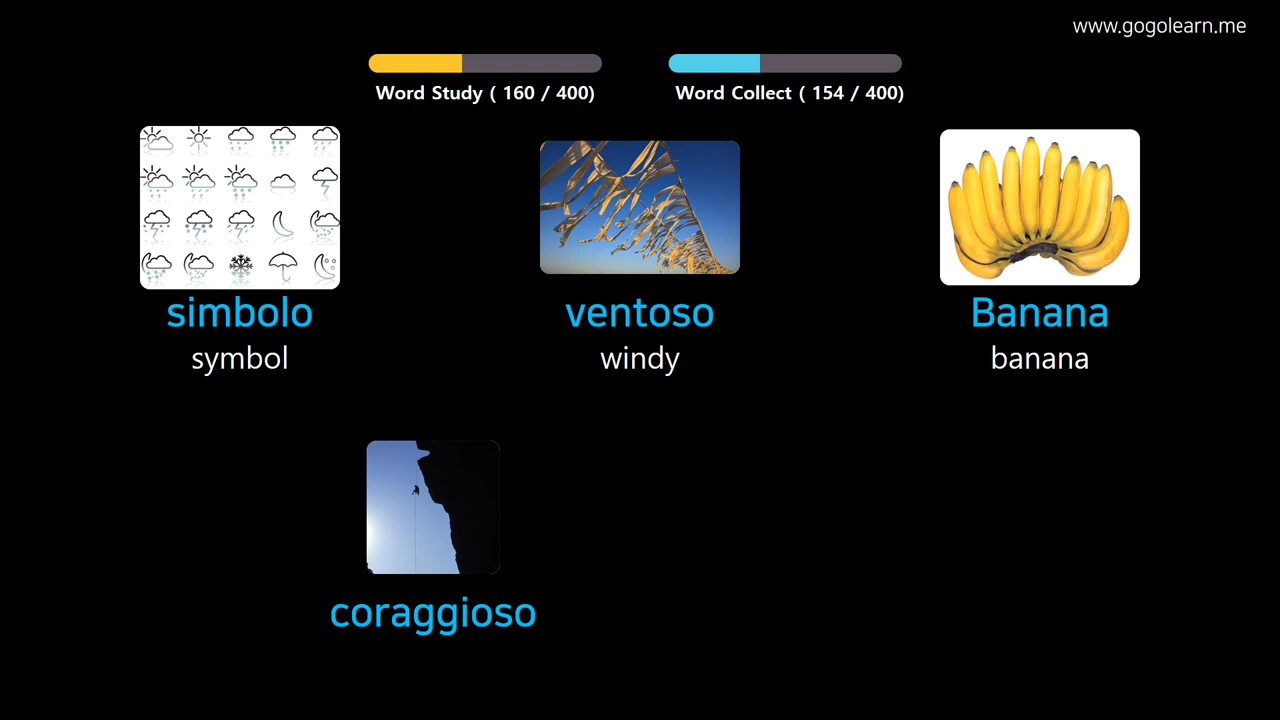 www.gogolearn.me
Word Study ( 160 / 400)
Word Collect ( 154 / 400)
simbolo
ventoso
Banana
symbol
windy
banana
coraggioso